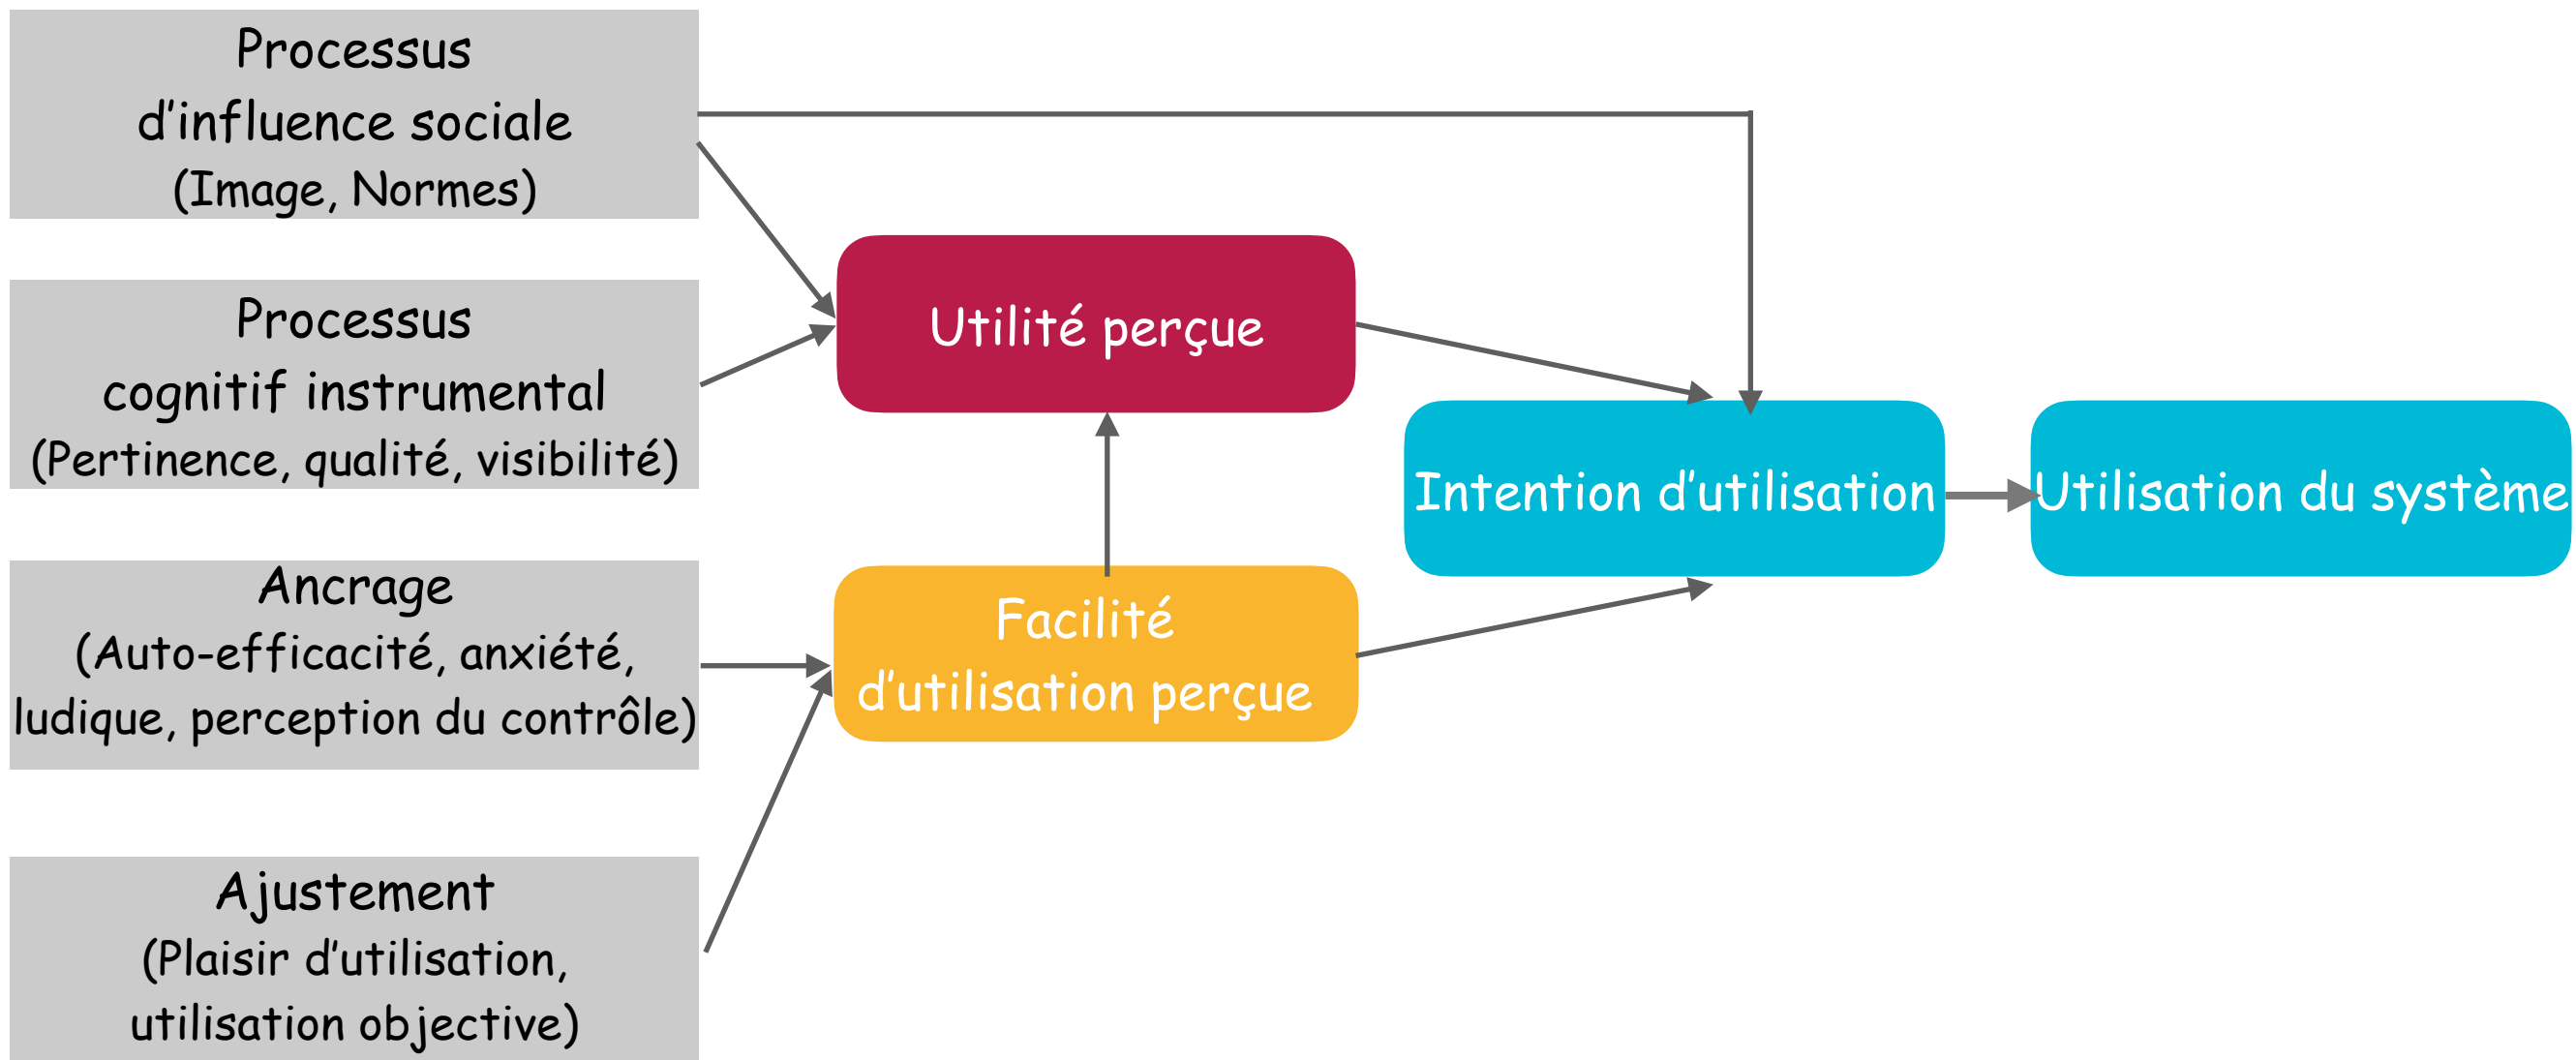 Processus
d’influence sociale
(Image, Normes)
Processus
cognitif instrumental
(Pertinence, qualité, visibilité)
Ancrage
(Auto-efficacité, anxiété,
ludique, perception du contrôle)
Ajustement
(Plaisir d’utilisation,
utilisation objective)
Utilité perçue
Facilité
d’utilisation perçue
Intention d’utilisation
Utilisation du système